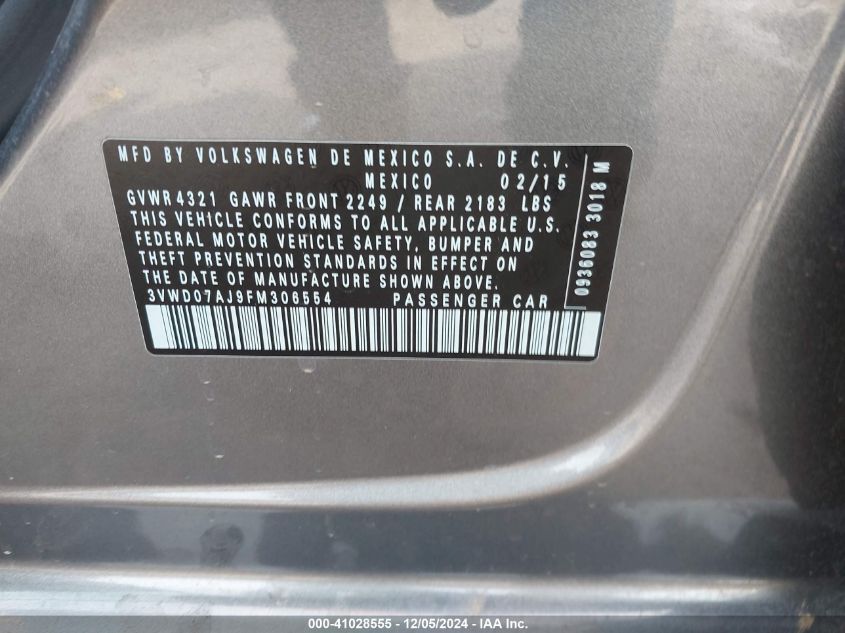 MFD BY VOLKSWAGEN DE MEXICO S.A. DE C.V.
MEXICO 02/15
GVWR 4321 GAWR FRONT 2249 / REAR 2183 LBS
THIS VEHICLE CONFORMS TO ALL APPLICABLE U.S.
FEDERAL MOTOR VEHICLE SAFETY, BUMPER AND
THEFT PREVENTION STANDARDS IN EFFECT ON
THE DATE OF MANUFACTURE SHOWN ABOVE.
3VWD07AJ9FM306554 PASSENGER CAR
0936083 3018 M
000-41028555 - 12/05/2024 - IAA Inc.